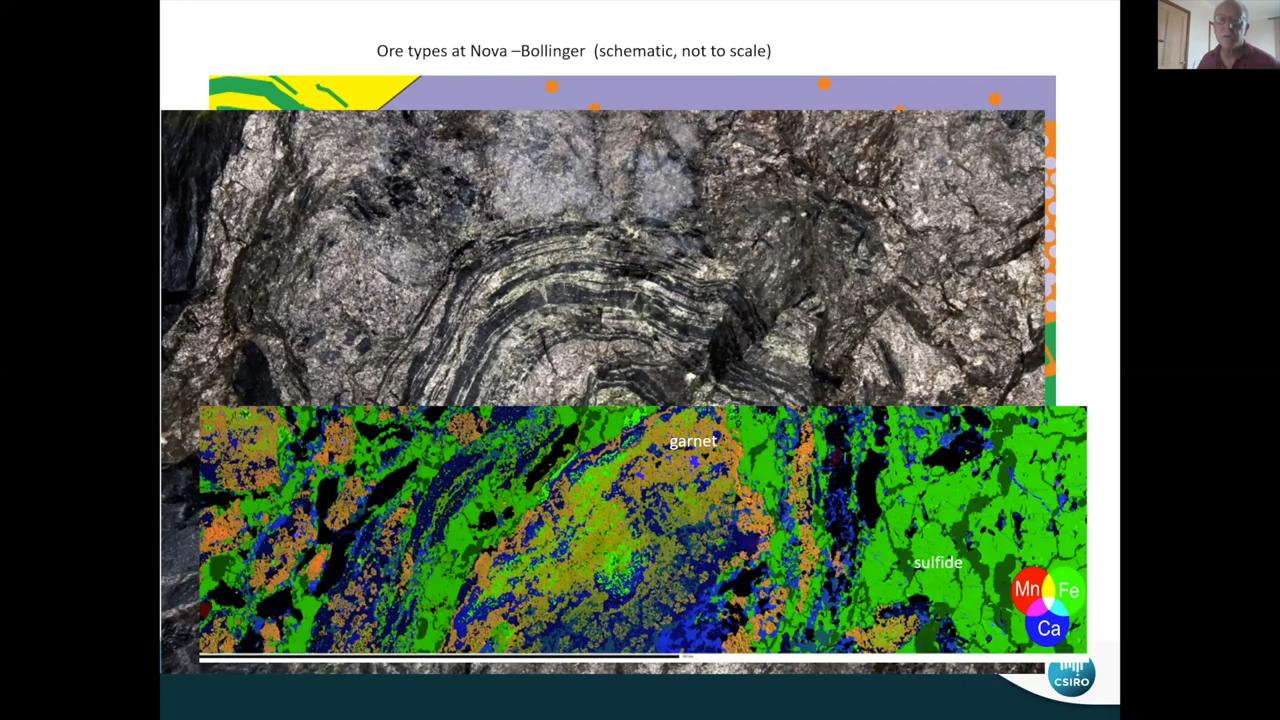 Ore types at Nova –Bollinger (schematic, not to scale)
garnet
sulfide
Mn
Fe
Ca
CSIRO